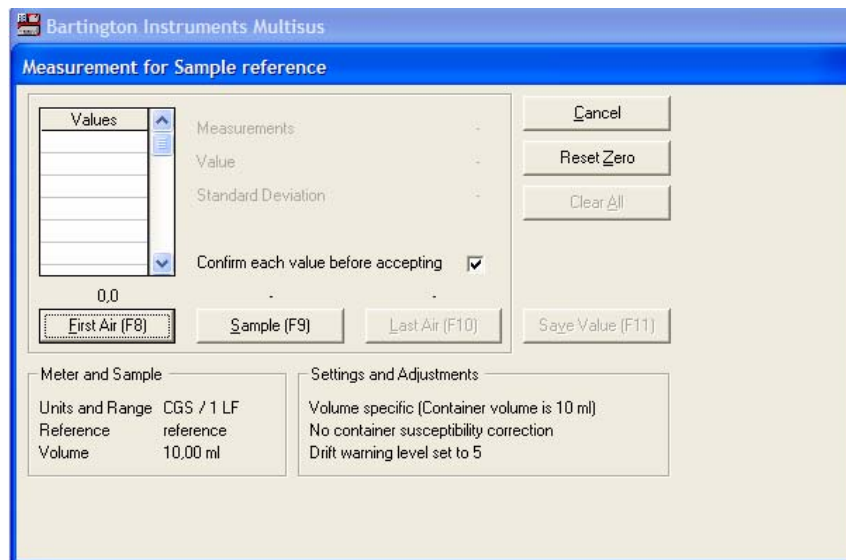 Bartington Instruments Multisus
Measurement for Sample reference
Values
Measurements -
Value -
Standard Deviation -
Confirm each value before accepting
0,0 - -
First Air (F8) Sample (F9) Last Air (F10)
Cancel
Reset Zero
Clear All
Save Value (F11)
Meter and Sample
Units and Range CGS / 1 LF
Reference reference
Volume 10,00 ml
Settings and Adjustments
Volume specific (Container volume is 10 ml)
No container susceptibility correction
Drift warning level set to 5